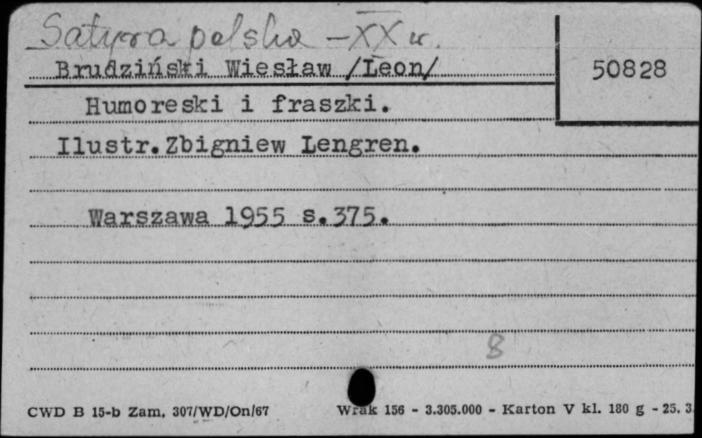 Satyra polska - XX w.
Brudziński Wiesław /Leon/
50828
Humoreski i fraszki.
Ilustr.Zbigniew Lengren.
Warszawa 1955 s.375.
8
CWD B 15-b Zam. 307/WD/On/67 Wrak 156 - 3.305.000 - Karton V kl. 180 g - 25. 3.